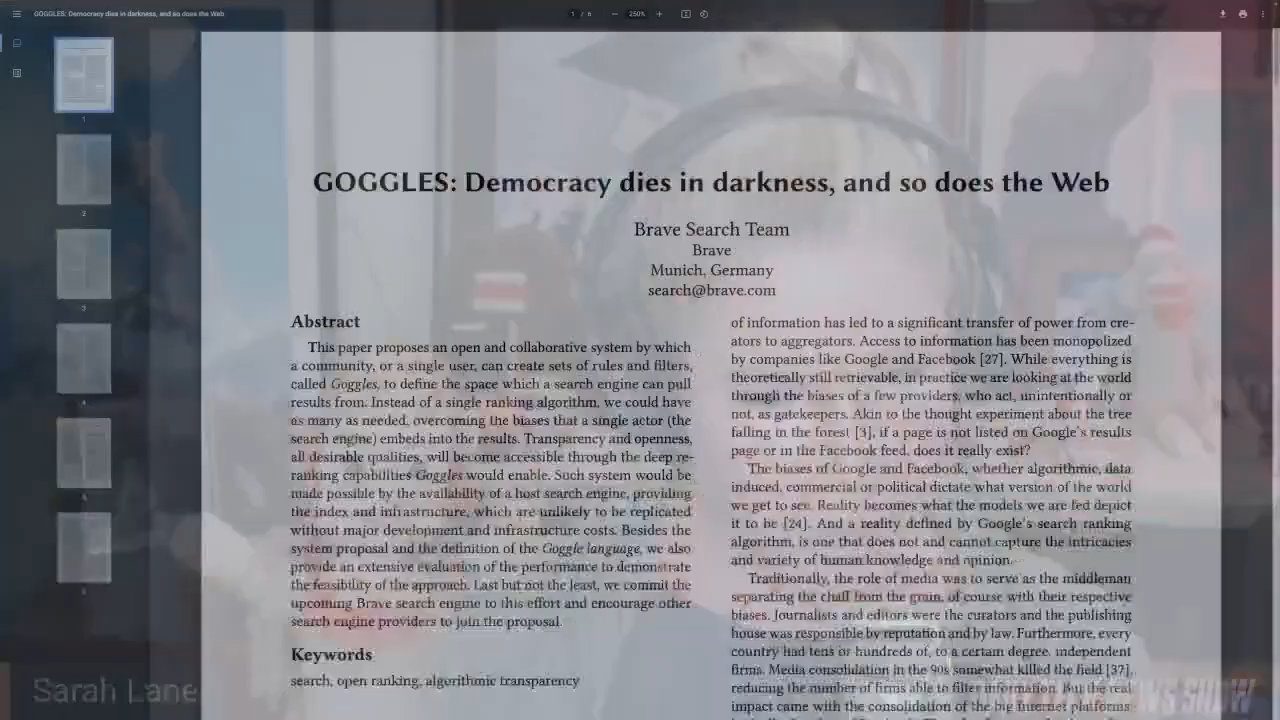 GOGGLES: Democracy dies in darkness, and so does the Web
1 / 6
250%
1
2
3
4
5
6
GOGGLES: Democracy dies in darkness, and so does the Web
Brave Search Team
Brave
Munich, Germany
search@brave.com
Abstract
This paper proposes an open and collaborative system by which
a community, or a single user, can create sets of rules and filters,
called Goggles, to define the space which a search engine can pull
results from. Instead of a single ranking algorithm, we could have
as many as needed, overcoming the biases that a single actor (the
search engine) embeds into the results. Transparency and openness,
all desirable qualities, will become accessible through the deep re-
ranking capabilities Goggles would enable. Such system would be
made possible by the availability of a host search engine, providing
the index and infrastructure, which are unlikely to be replicated
without major development and infrastructure costs. Besides the
system proposal and the definition of the Goggle language, we also
provide an extensive evaluation of the performance to demonstrate
the feasibility of the approach. Last but not the least, we commit the
upcoming Brave search engine to this effort and encourage other
search engine providers to join the proposal.
Keywords
search, open ranking, algorithmic transparency
of information has led to a significant transfer of power from cre-
ators to aggregators. Access to information has been monopolized
by companies like Google and Facebook [27]. While everything is
theoretically still retrievable, in practice we are looking at the world
through the biases of a few providers, who act, unintentionally or
not, as gatekeepers. Akin to the thought experiment about the tree
falling in the forest [3], if a page is not listed on Google's results
page or in the Facebook feed, does it really exist?
The biases of Google and Facebook, whether algorithmic, data
induced, commercial or political dictate what version of the world
we get to see. Reality becomes what the models we are fed depict
it to be [24]. And a reality defined by Google's search ranking
algorithm, is one that does not and cannot capture the intricacies
and variety of human knowledge and opinion.
Traditionally, the role of media was to serve as the middleman
separating the chaff from the grain, of course with their respective
biases. Journalists and editors were the curators and the publishing
house was responsible by reputation and by law. Furthermore, every
country had tens or hundreds of, to a certain degree, independent
firms. Media consolidation in the 90s somewhat killed the field [37],
reducing the number of firms able to filter information. But the real
impact came with the consolidation of the big Internet platforms
Sarah Lane
NEWS SHOW